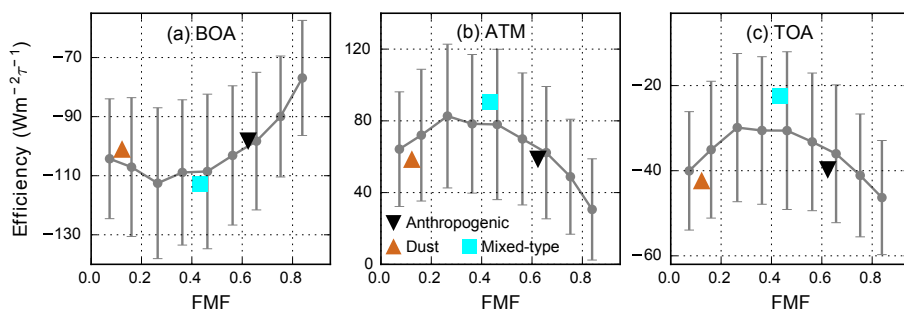 (a) BOA
(b) ATM
(c) TOA
Efficiency (Wm⁻²τ⁻¹)
−70
−90
−110
−130
120
80
40
0
−20
−40
−60
Anthropogenic
Dust
Mixed-type
0.0 0.2 0.4 0.6 0.8
0.0 0.2 0.4 0.6 0.8
0.0 0.2 0.4 0.6 0.8
FMF
FMF
FMF